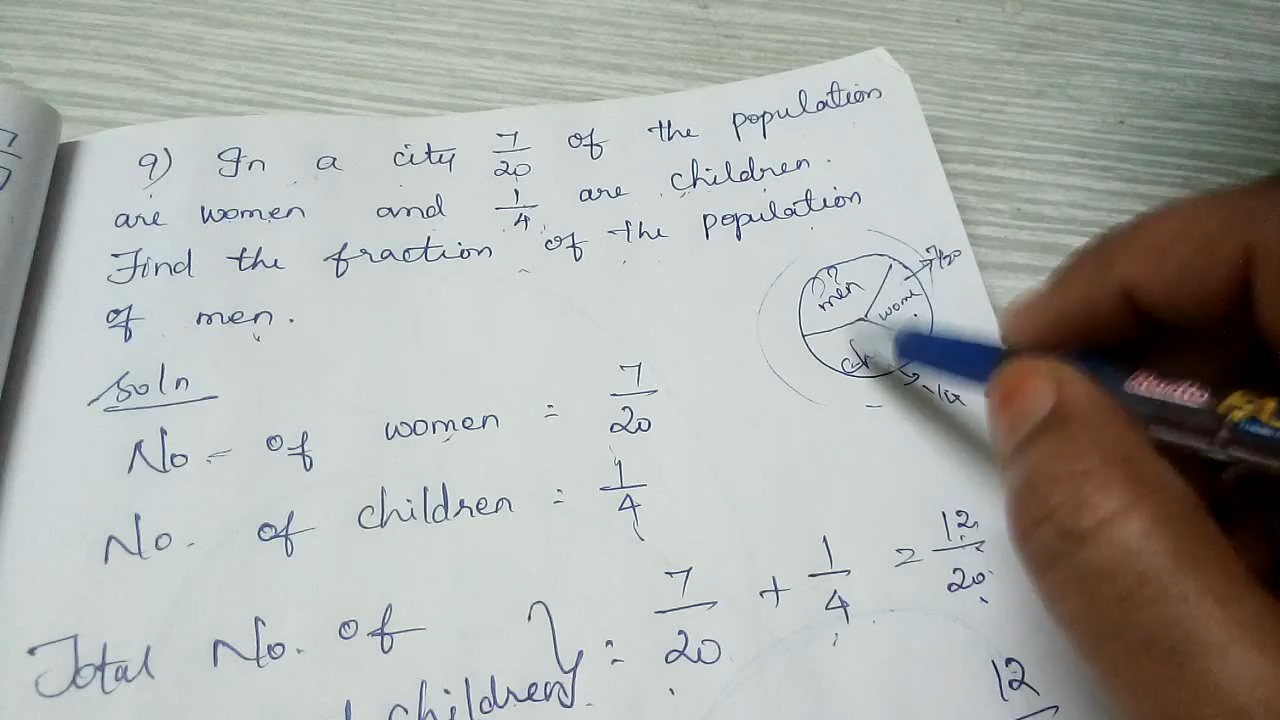 9) In a city 7/20 of the population
are women and 1/4 are children.
Find the fraction of the population
of men.
men
?
7/20
Soln
No. of women = 7/20
No. of children = 1/4
Total No. of
children } = 7/20 + 1/4 = 12/20
12